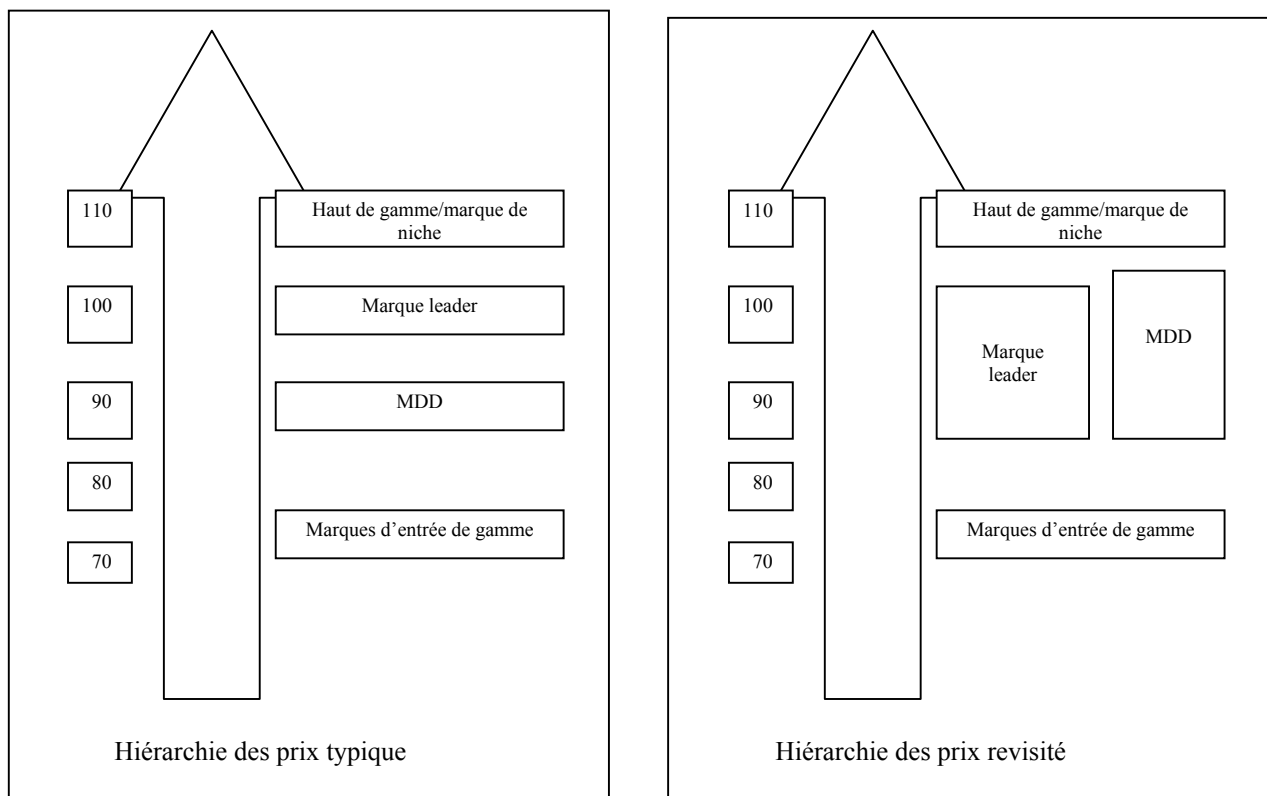 110
Haut de gamme/marque de
niche
100
Marque leader
90
MDD
80
Marques d’entrée de gamme
70
Hiérarchie des prix typique
110
Haut de gamme/marque de
niche
100
MDD
Marque
leader
90
80
Marques d’entrée de gamme
70
Hiérarchie des prix revisité